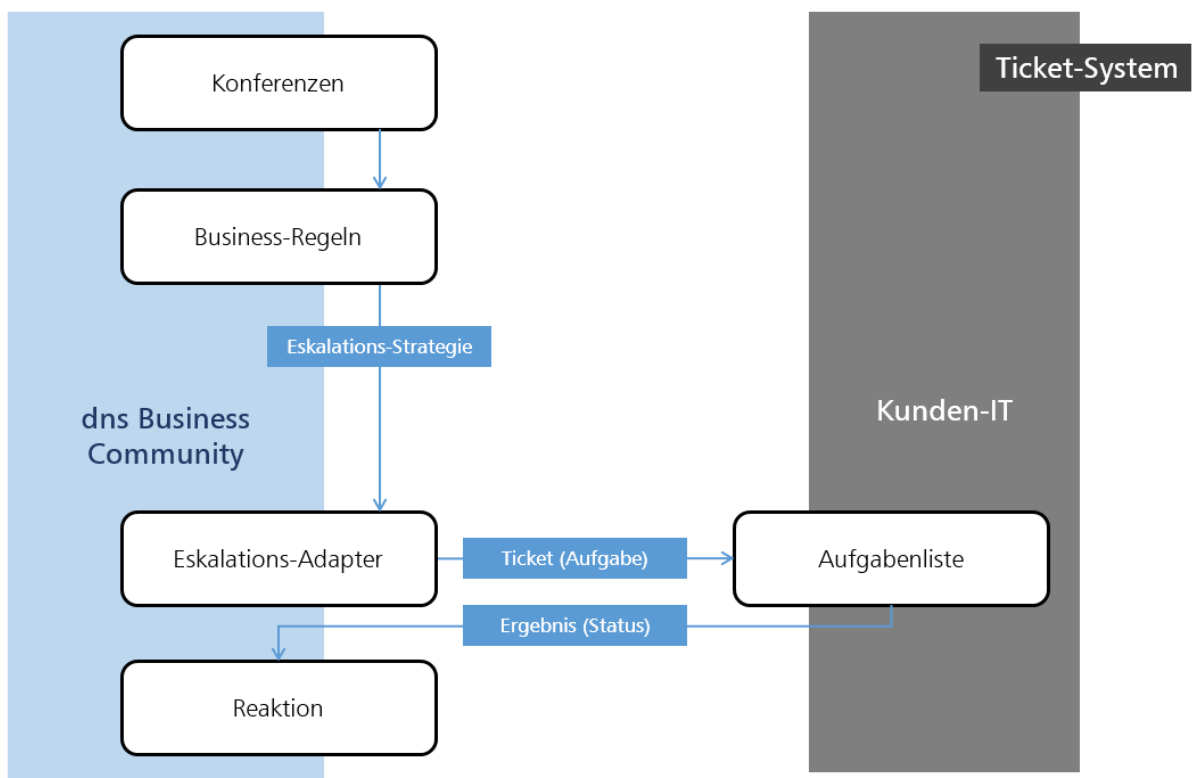 Konferenzen
Ticket-System
Business-Regeln
Eskalations-Strategie
dns Business
Community
Kunden-IT
Eskalations-Adapter
Ticket (Aufgabe)
Aufgabenliste
Ergebnis (Status)
Reaktion